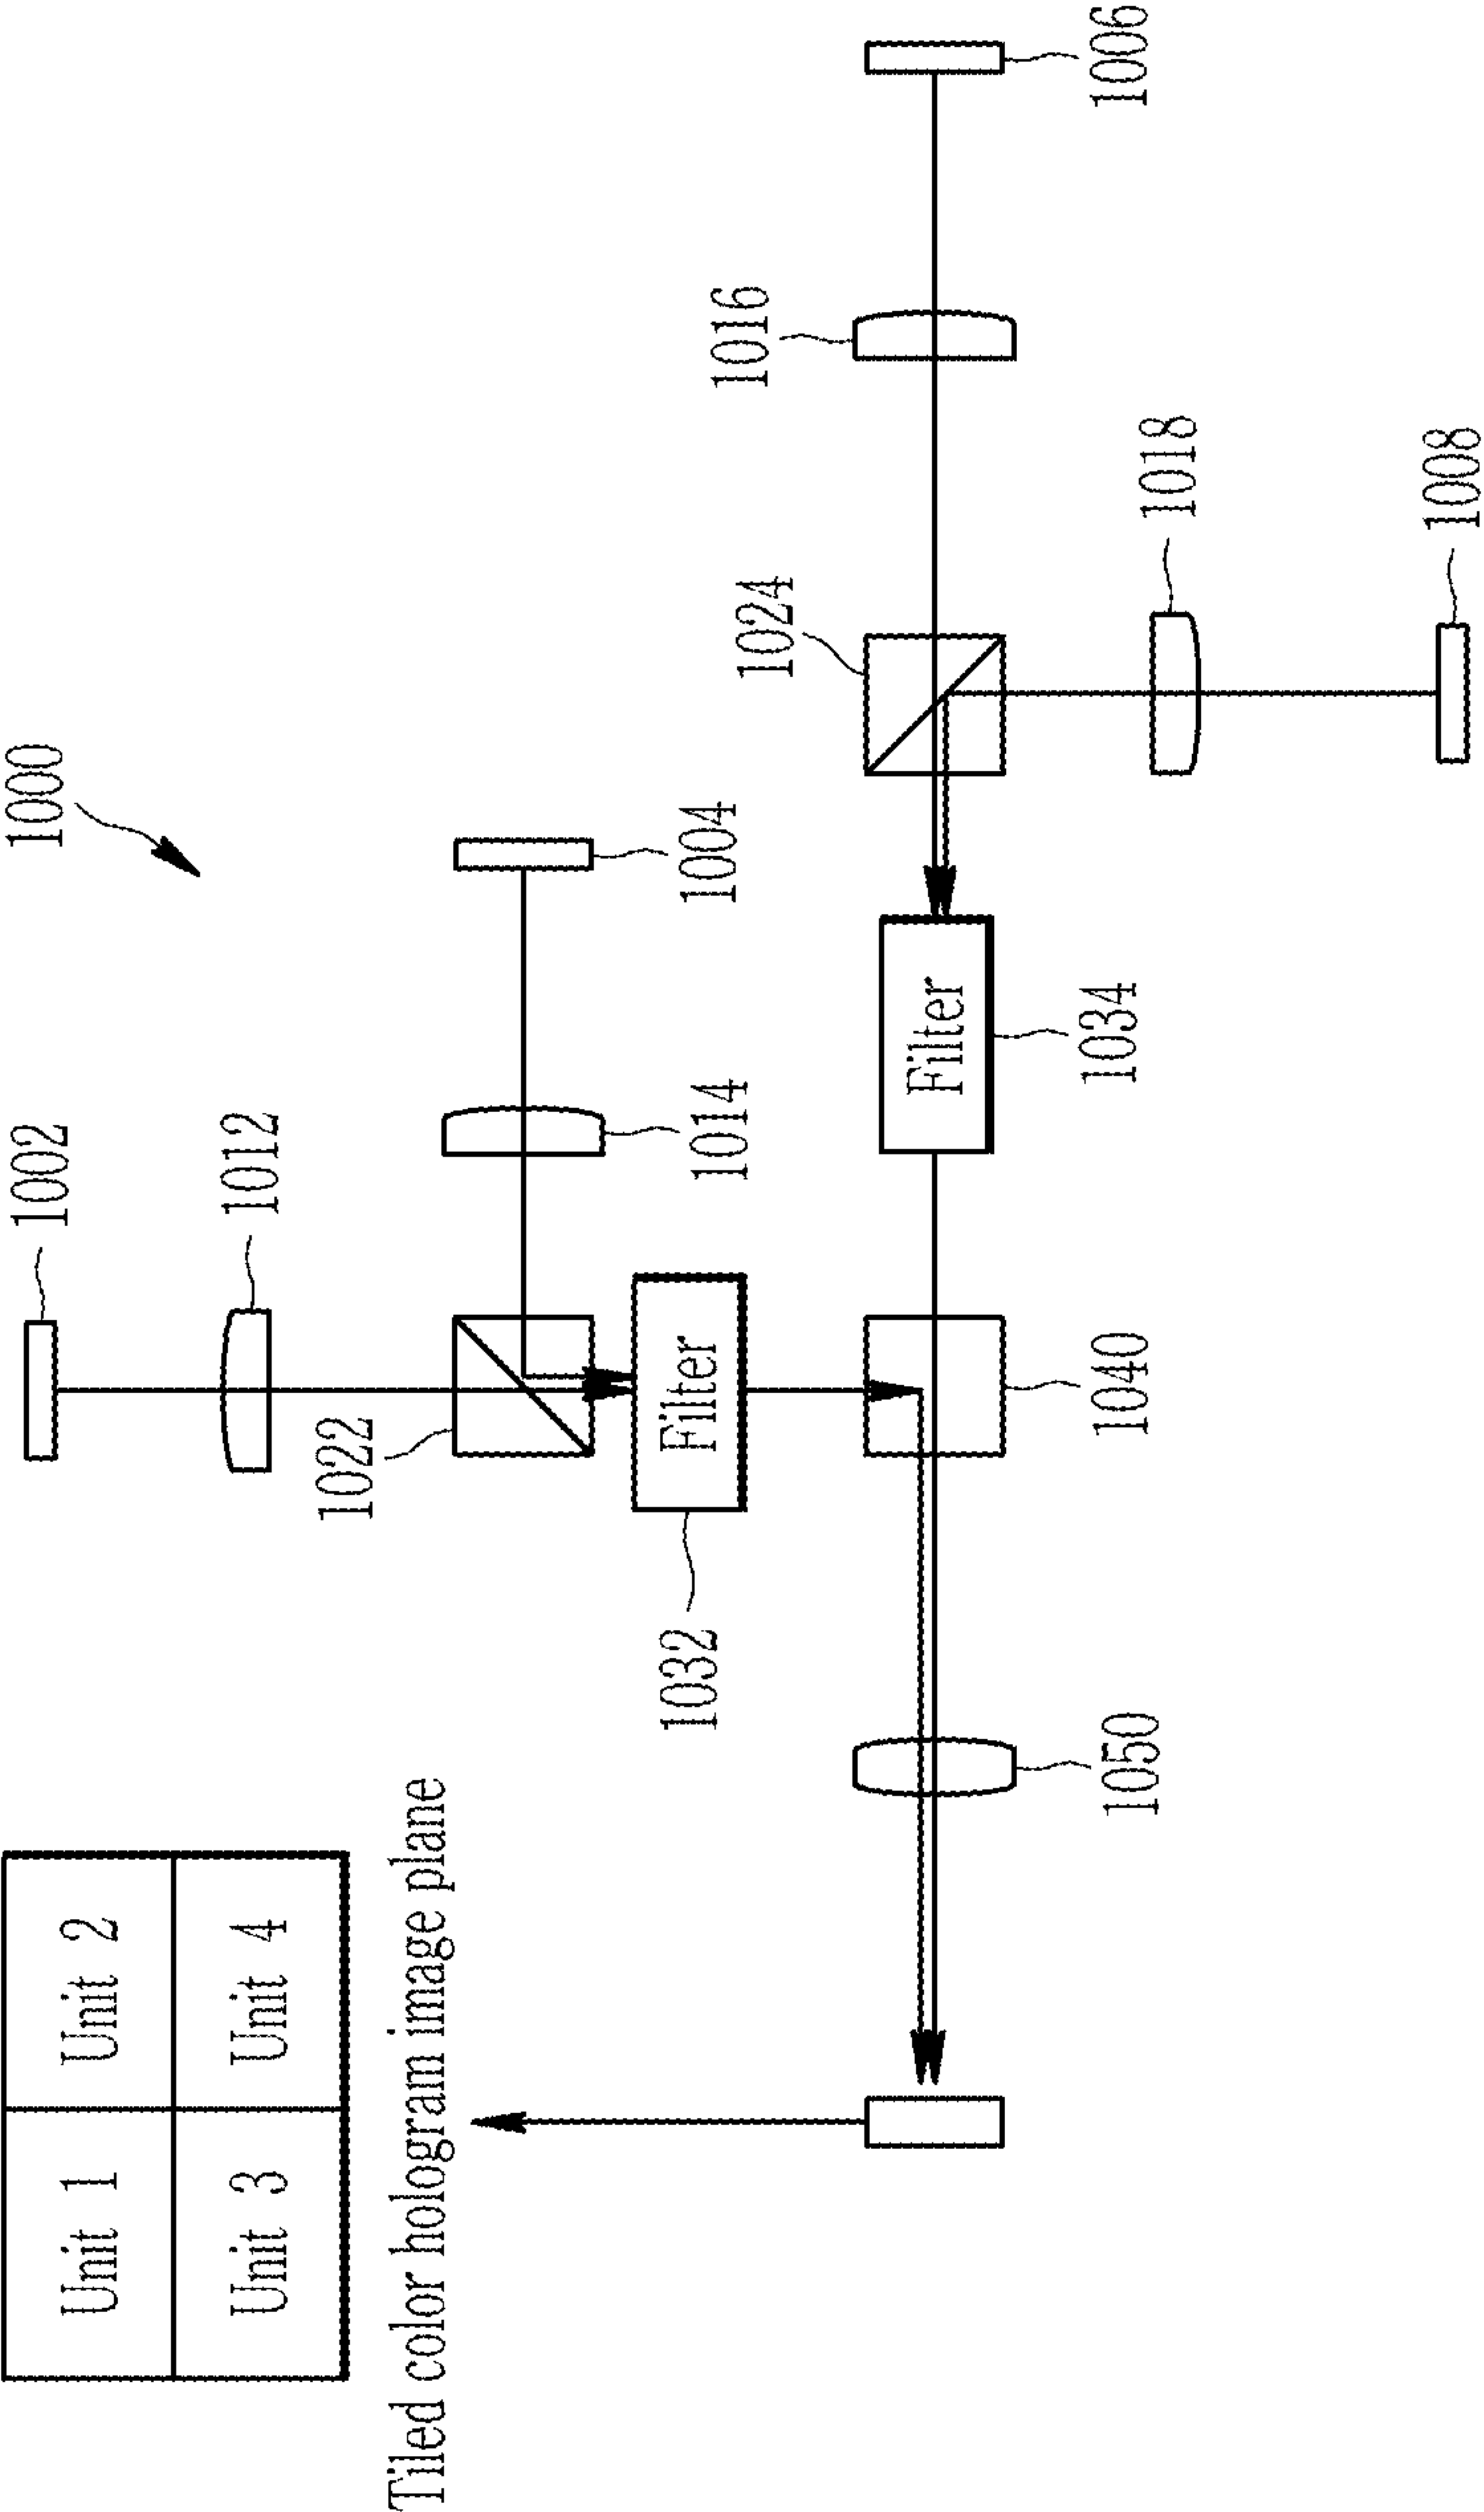 1000
1002
Unit 1
Unit 2
1012
Unit 3
Unit 4
1022
Tiled color hologram image plane
1032
Filter
1014
1004
1016
1024
Filter
1050
1040
1034
1006
1018
1008